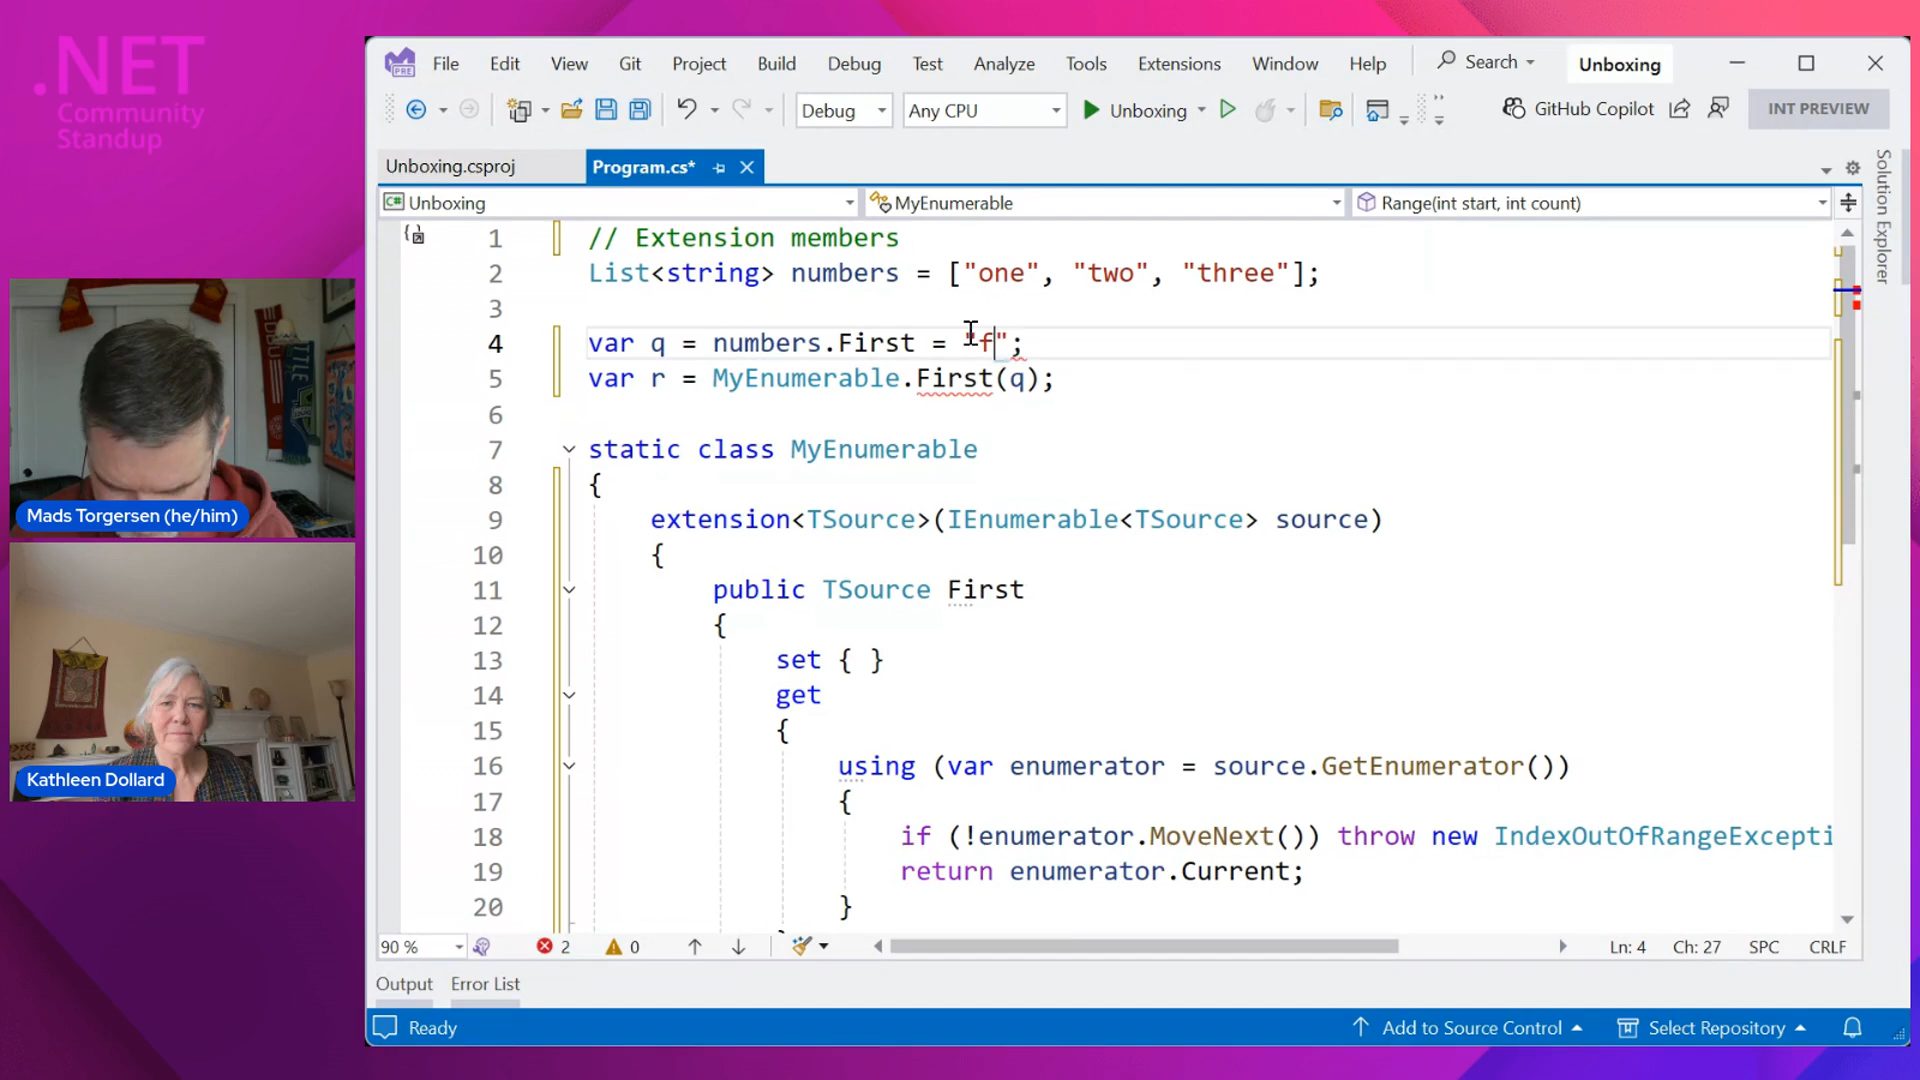 .NET
Community
Standup
File Edit View Git Project Build Debug Test Analyze Tools Extensions Window Help Search Unboxing
Debug Any CPU Unboxing GitHub Copilot INT PREVIEW
Unboxing.csproj Program.cs*
Unboxing MyEnumerable Range(int start, int count)
Solution Explorer
1 // Extension members
2 List<string> numbers = ["one", "two", "three"];
3
4 var q = numbers.First = "f";
5 var r = MyEnumerable.First(q);
6
7 static class MyEnumerable
8 {
9 extension<TSource>(IEnumerable<TSource> source)
10 {
11 public TSource First
12 {
13 set { }
14 get
15 {
16 using (var enumerator = source.GetEnumerator())
17 {
18 if (!enumerator.MoveNext()) throw new IndexOutOfRangeExcepti
19 return enumerator.Current;
20 }
90 % 2 0 Ln: 4 Ch: 27 SPC CRLF
Output Error List
Ready Add to Source Control Select Repository
Mads Torgersen (he/him)
Kathleen Dollard